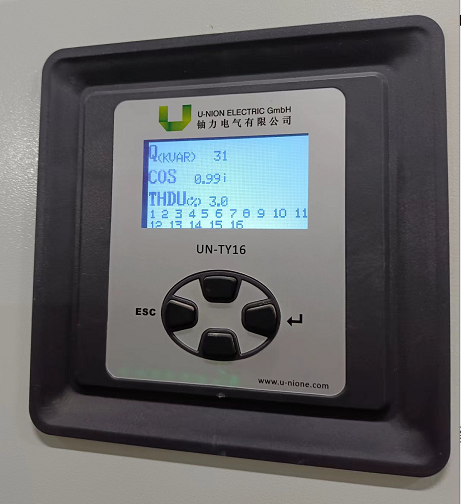 U-NION ELECTRIC GmbH
铀力电气有限公司
Q(KVAR) 31
COS 0.99i
THDUcp 3.0
1 2 3 4 5 6 7 8 9 10 11
12 13 14 15 16
UN-TY16
ESC
www.u-nione.com